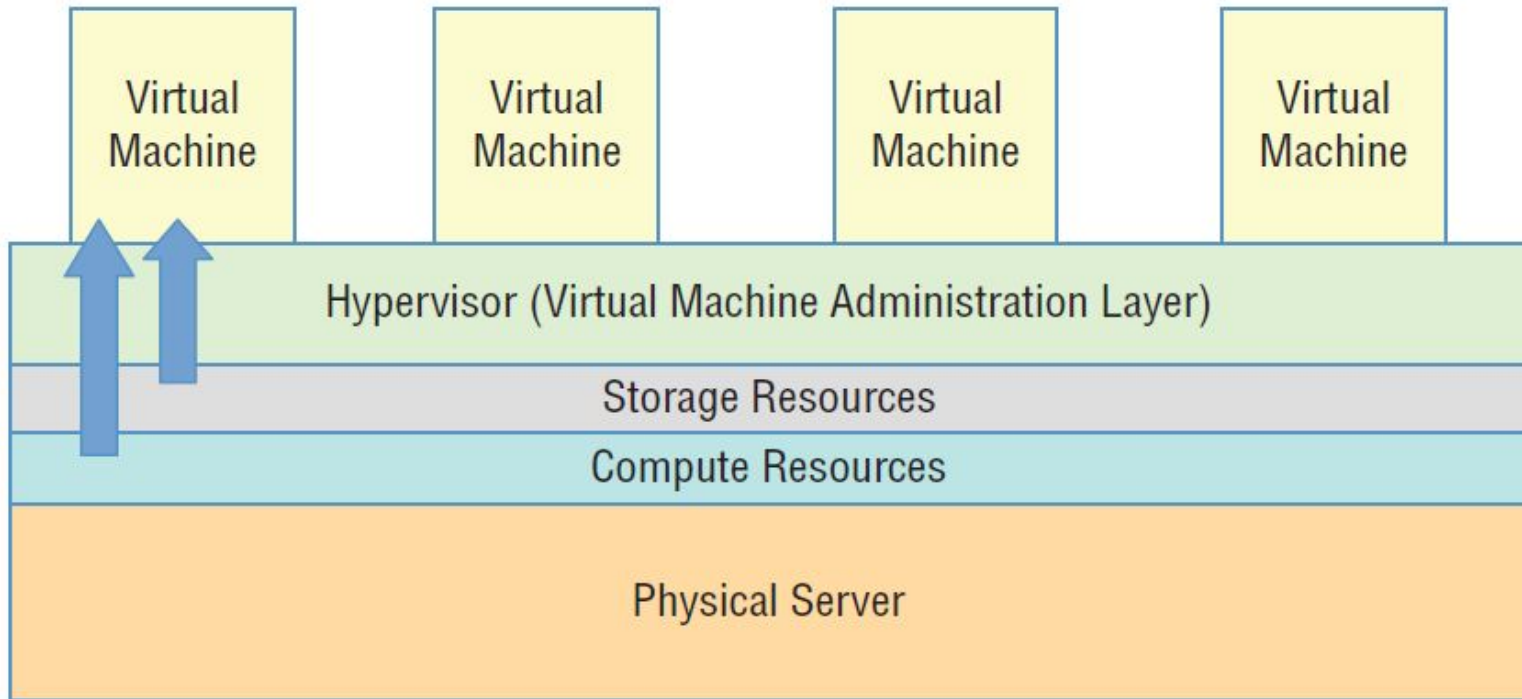 Virtual
Machine
Virtual
Machine
Virtual
Machine
Virtual
Machine
Hypervisor (Virtual Machine Administration Layer)
Storage Resources
Compute Resources
Physical Server